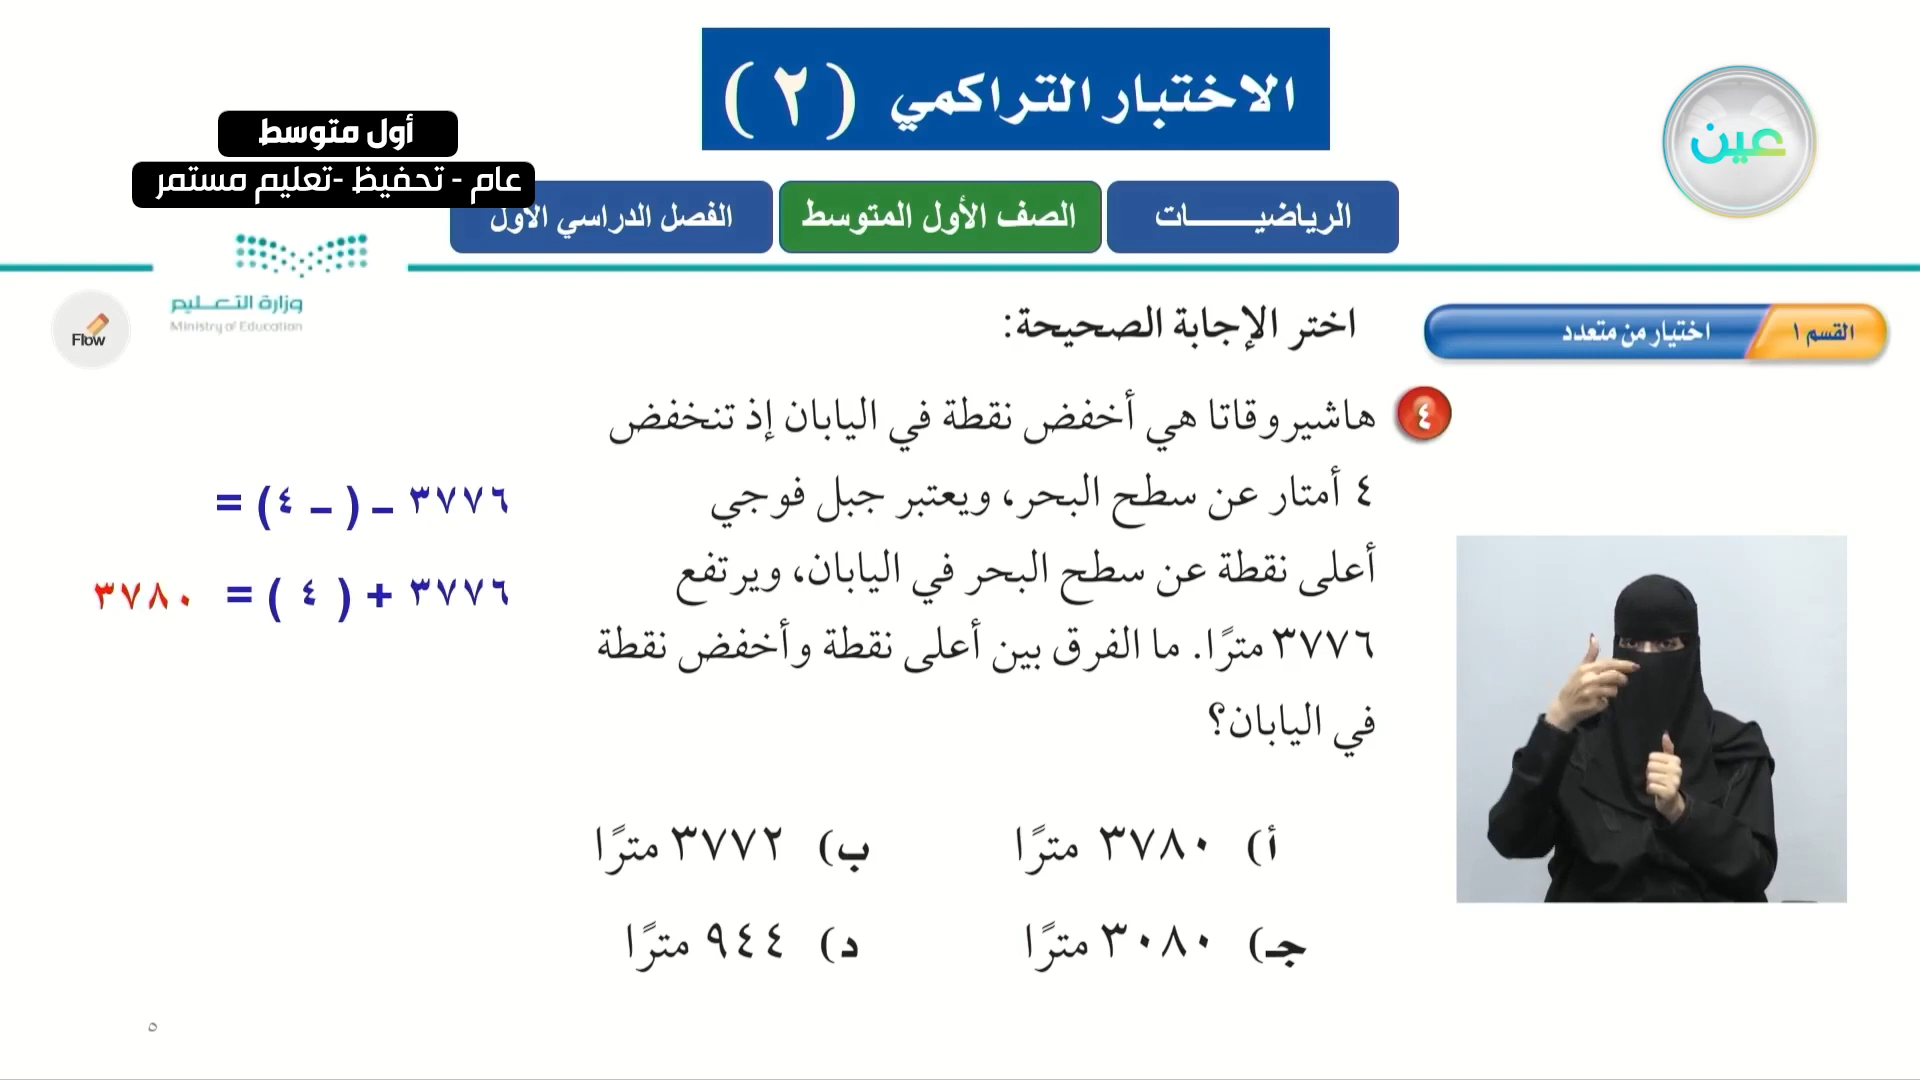 الاختبار التراكمي (٢)
عين
أول متوسط
عام - تحفيظ -تعليم مستمر
الرياضيـــــــــات
الصف الأول المتوسط
الفصل الدراسي الأول
وزارة التعـــليم
Ministry of Education
Flow
القسم ١
اختيار من متعدد
اختر الإجابة الصحيحة:
٤ هاشيروقاتا هي أخفض نقطة في اليابان إذ تنخفض
٤ أمتار عن سطح البحر، ويعتبر جبل فوجي
أعلى نقطة عن سطح البحر في اليابان، ويرتفع
٣٧٧٦ مترًا. ما الفرق بين أعلى نقطة وأخفض نقطة
في اليابان؟
٣٧٧٦ – ( – ٤) =
٣٧٧٦ + ( ٤ ) = ٣٧٨٠
أ) ٣٧٨٠ مترًا
ب) ٣٧٧٢ مترًا
جـ) ٣٠٨٠ مترًا
د) ٩٤٤ مترًا
٥